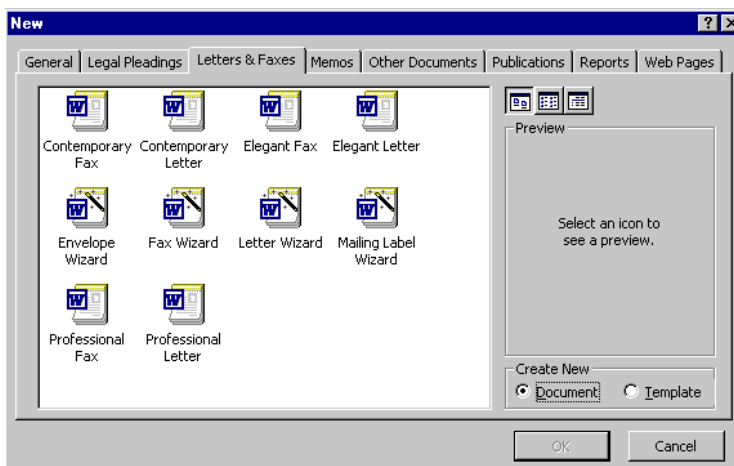 New
General Legal Pleadings Letters & Faxes Memos Other Documents Publications Reports Web Pages
Contemporary Fax
Contemporary Letter
Elegant Fax
Elegant Letter
Envelope Wizard
Fax Wizard
Letter Wizard
Mailing Label Wizard
Professional Fax
Professional Letter
Preview
Select an icon to
see a preview.
Create New
Document Template
OK Cancel